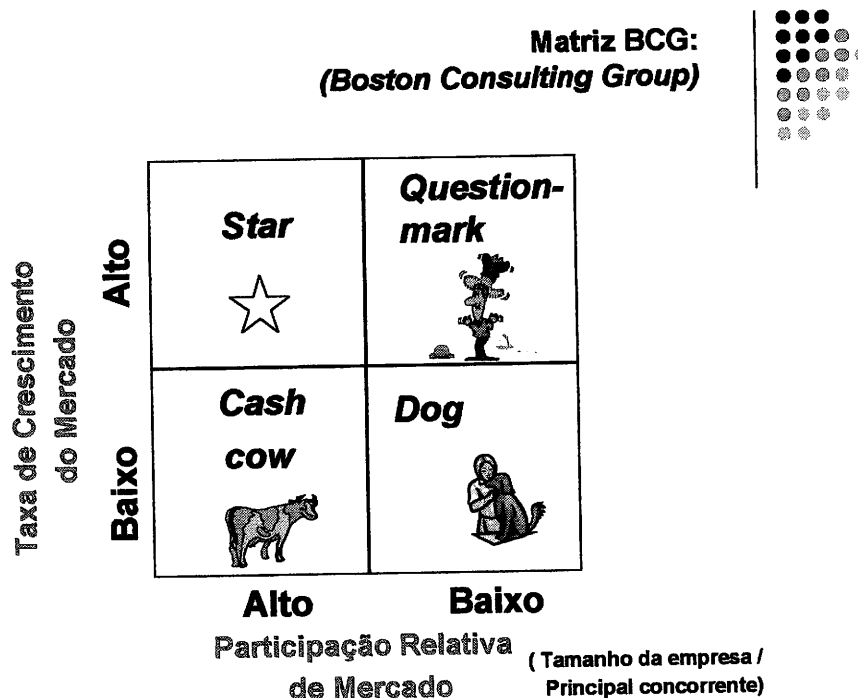 Matriz BCG:
(Boston Consulting Group)
Star
Question-
mark
Cash
cow
Dog
Alto
Baixo
Taxa de Crescimento
do Mercado
Alto
Baixo
Participação Relativa
de Mercado
( Tamanho da empresa /
Principal concorrente)